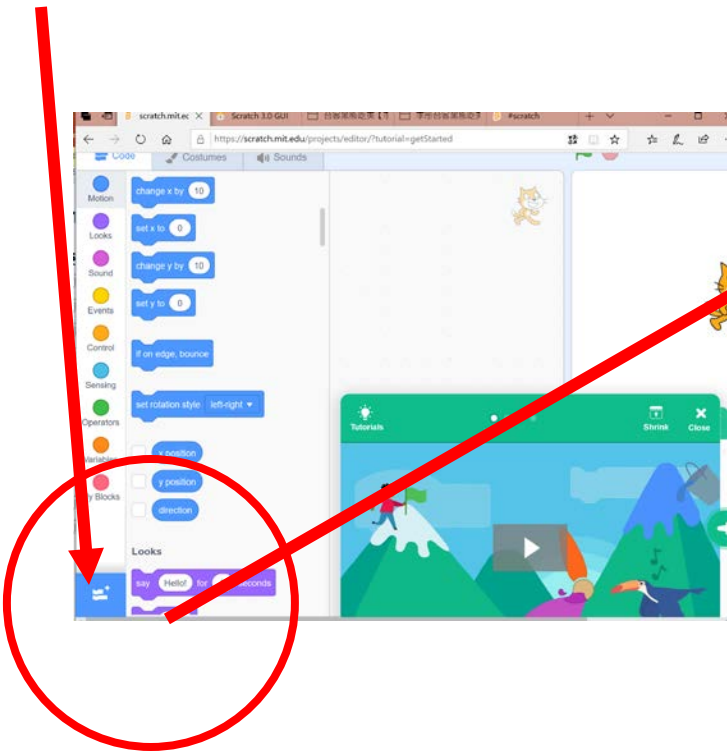 scratch.mit.ec Scratch 3.0 GUI #scratch
https://scratch.mit.edu/projects/editor/?tutorial=getStarted
Code Costumes Sounds
Motion
Looks
Sound
Events
Control
Sensing
Operators
Variables
y Blocks
change x by 10
set x to 0
change y by 10
set y to 0
if on edge, bounce
set rotation style left-right
x position
y position
direction
Looks
say Hello! for seconds
Tutorials Shrink Close